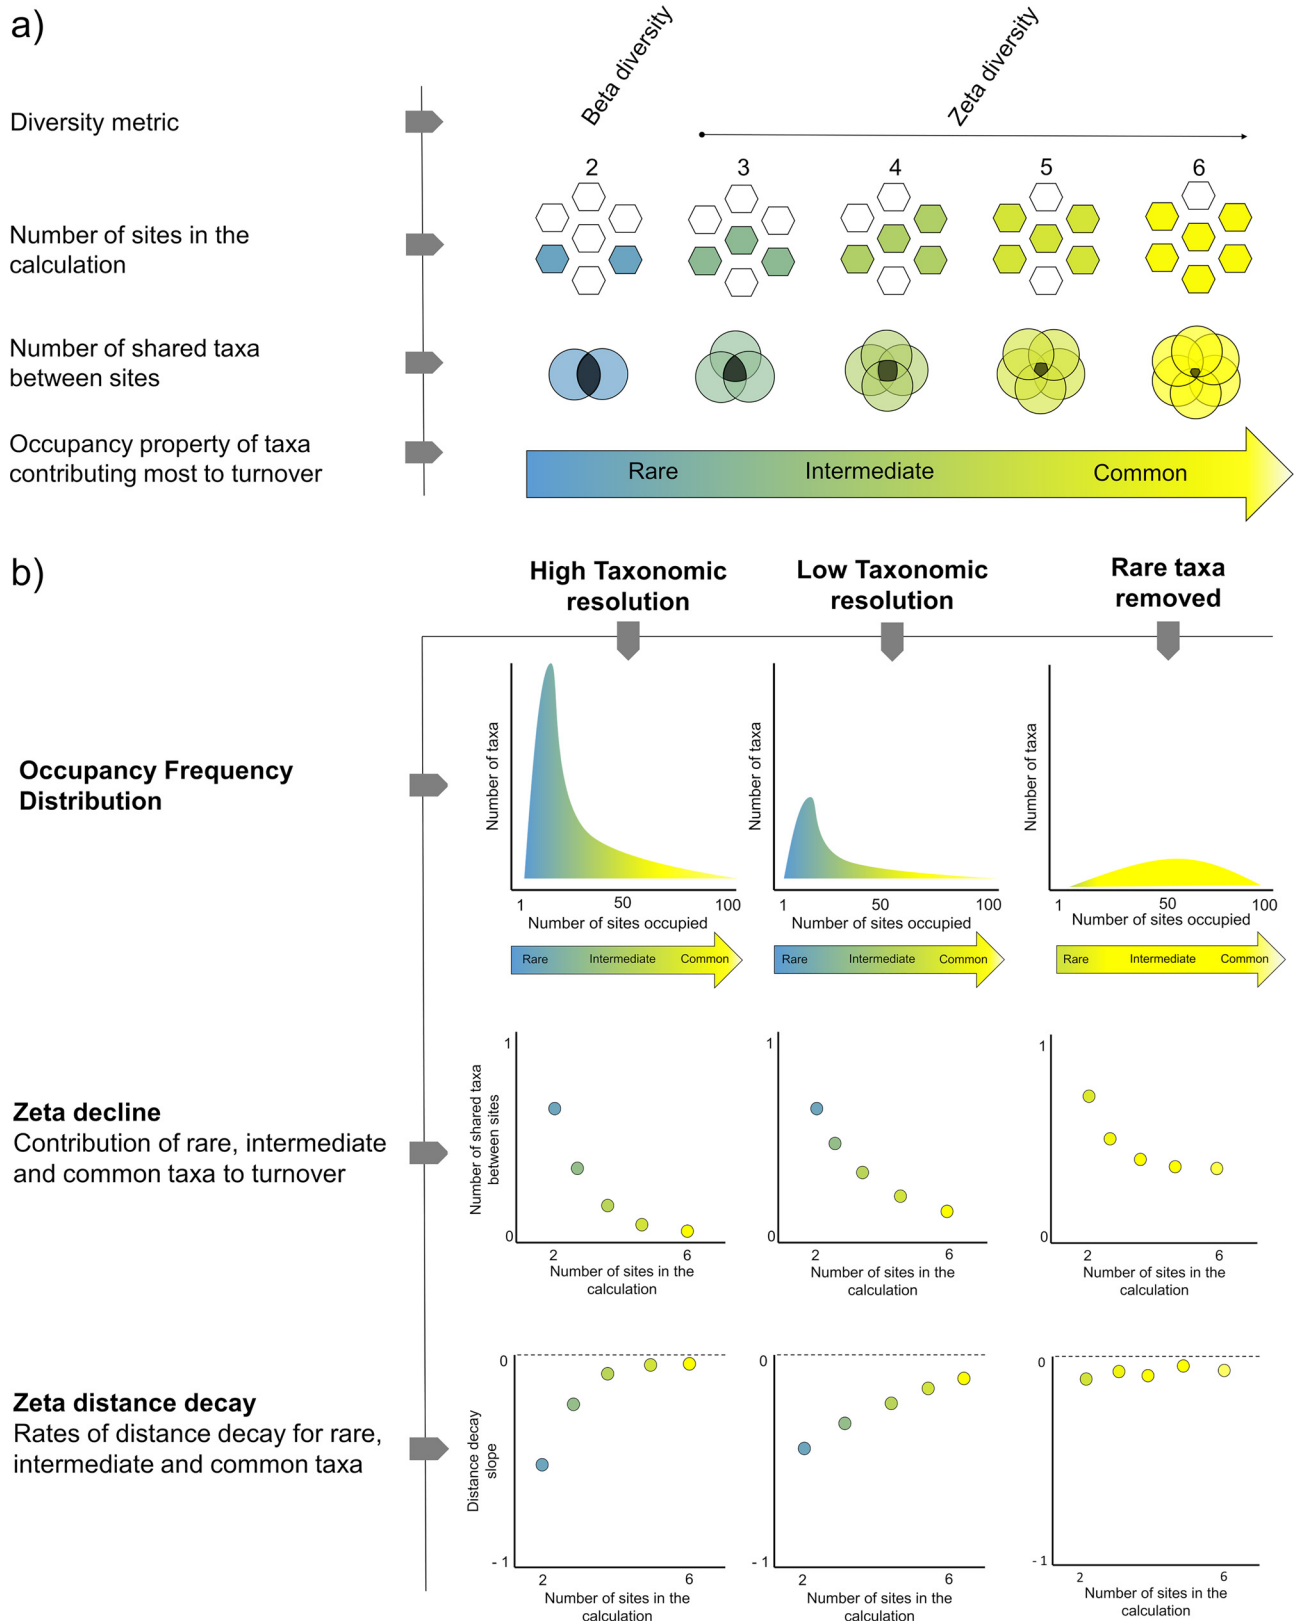 a)
Beta diversity
Zeta diversity
Diversity metric
2 3 4 5 6
Number of sites in the
calculation
Number of shared taxa
between sites
Occupancy property of taxa
contributing most to turnover
Rare Intermediate Common
b)
High Taxonomic
resolution
Low Taxonomic
resolution
Rare taxa
removed
Occupancy Frequency
Distribution
Number of taxa
1 50 100
Number of sites occupied
Rare Intermediate Common
Number of taxa
1 50 100
Number of sites occupied
Rare Intermediate Common
Number of taxa
1 50 100
Number of sites occupied
Rare Intermediate Common
Zeta decline
Contribution of rare, intermediate
and common taxa to turnover
Number of shared taxa
between sites
1
0
2 6
Number of sites in the
calculation
1
0
2 6
Number of sites in the
calculation
1
0
2 6
Number of sites in the
calculation
Zeta distance decay
Rates of distance decay for rare,
intermediate and common taxa
Distance decay
slope
0
- 1
2 6
Number of sites in the
calculation
0
- 1
2 6
Number of sites in the
calculation
0
- 1
2 6
Number of sites in the
calculation